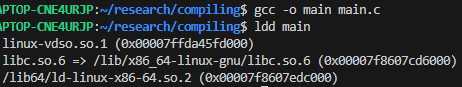 APTOP-CNE4URJP:~/research/compiling$ gcc -o main main.c
APTOP-CNE4URJP:~/research/compiling$ ldd main
linux-vdso.so.1 (0x00007ffda45fd000)
libc.so.6 => /lib/x86_64-linux-gnu/libc.so.6 (0x00007f8607cd6000)
/lib64/ld-linux-x86-64.so.2 (0x00007f8607edc000)